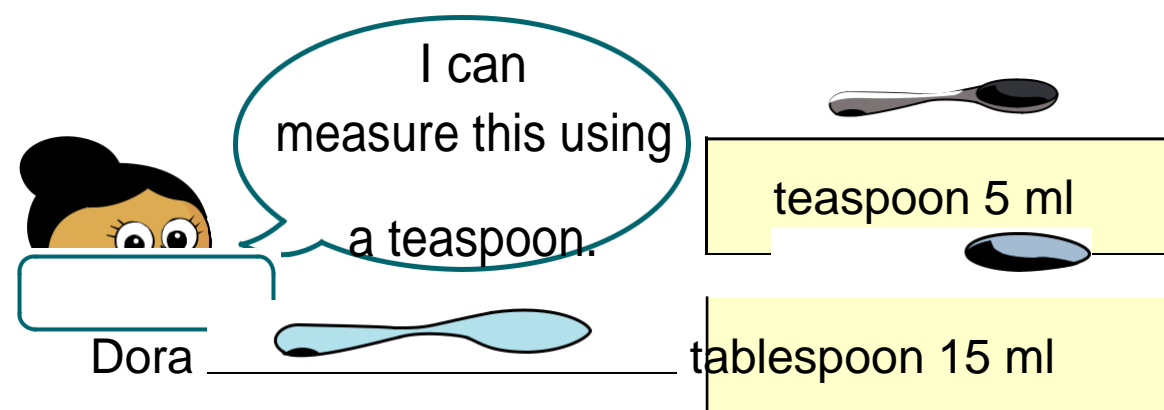 I can
measure this using
a teaspoon.
teaspoon 5 ml
Dora
tablespoon 15 ml